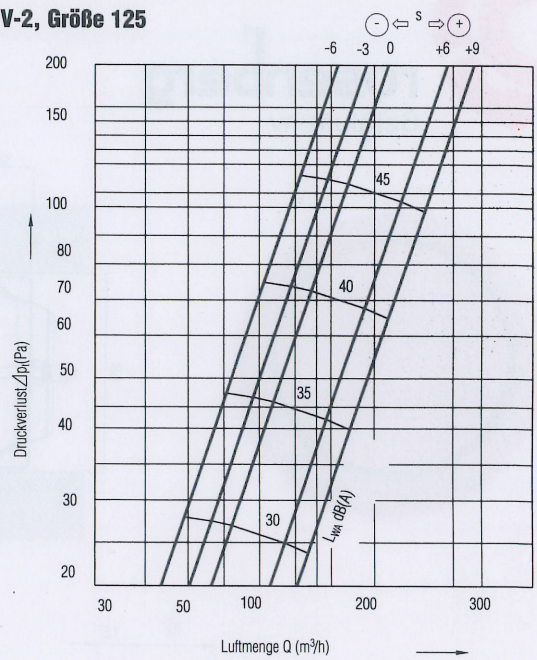 V-2, Größe 125
- S +
-6 -3 0 +6 +9
200
150
100
80
70
60
50
40
30
20
45
40
35
30
LWA dB(A)
Druckverlust Δpt(Pa)
30 50 100 200 300
Luftmenge Q (m³/h)